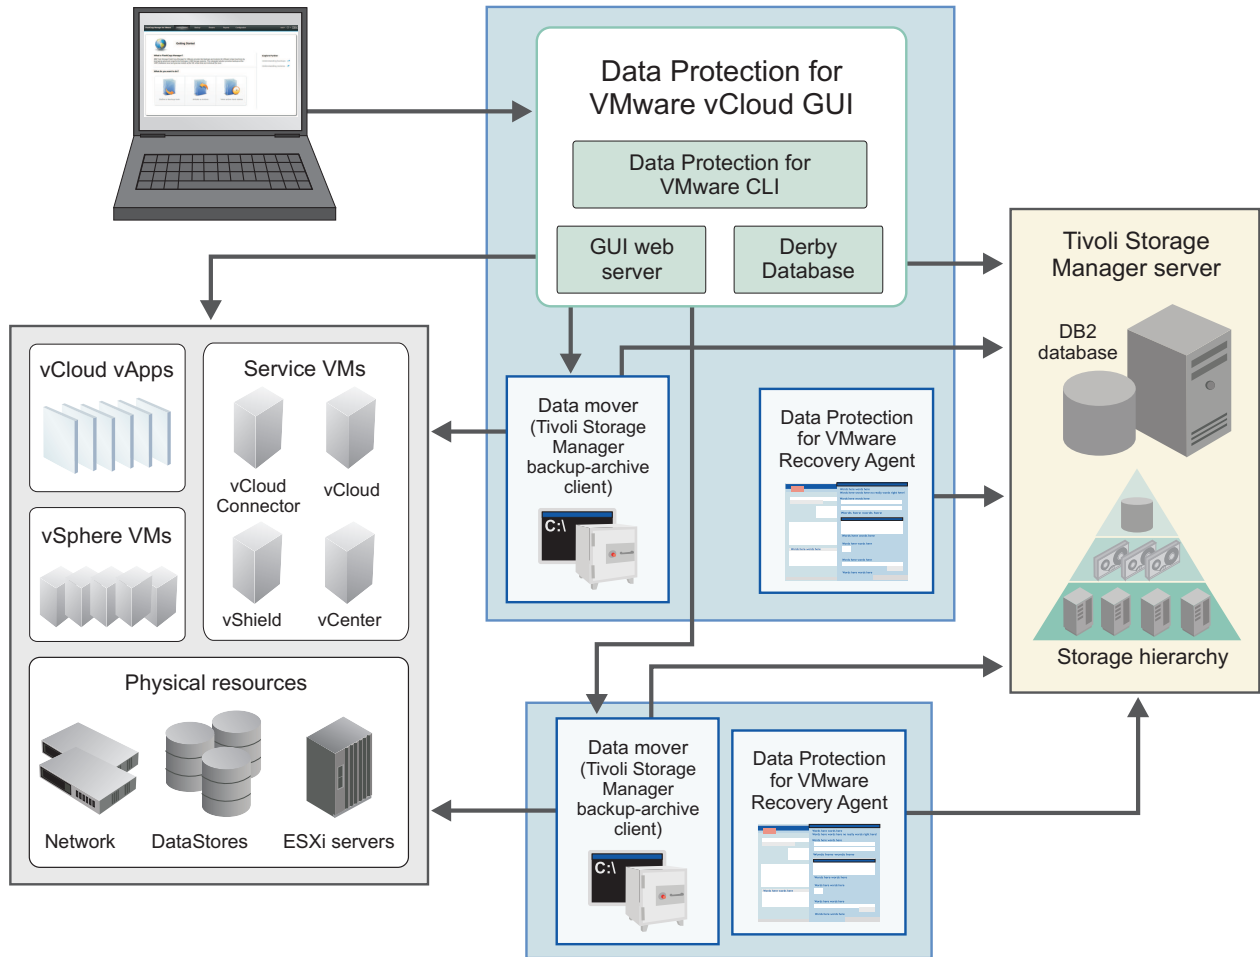 Getting Started
Data Protection for
VMware vCloud GUI
Data Protection for
VMware CLI
GUI web
server
Derby
Database
Tivoli Storage
Manager server
DB2
database
Storage hierarchy
vCloud vApps
Service VMs
vCloud
Connector
vCloud
vSphere VMs
vShield
vCenter
Physical resources
Network
DataStores
ESXi servers
Data mover
(Tivoli Storage
Manager
backup-archive
client)
C:\
Data Protection
for VMware
Recovery Agent
Data mover
(Tivoli Storage
Manager
backup-archive
client)
C:\
Data Protection
for VMware
Recovery Agent